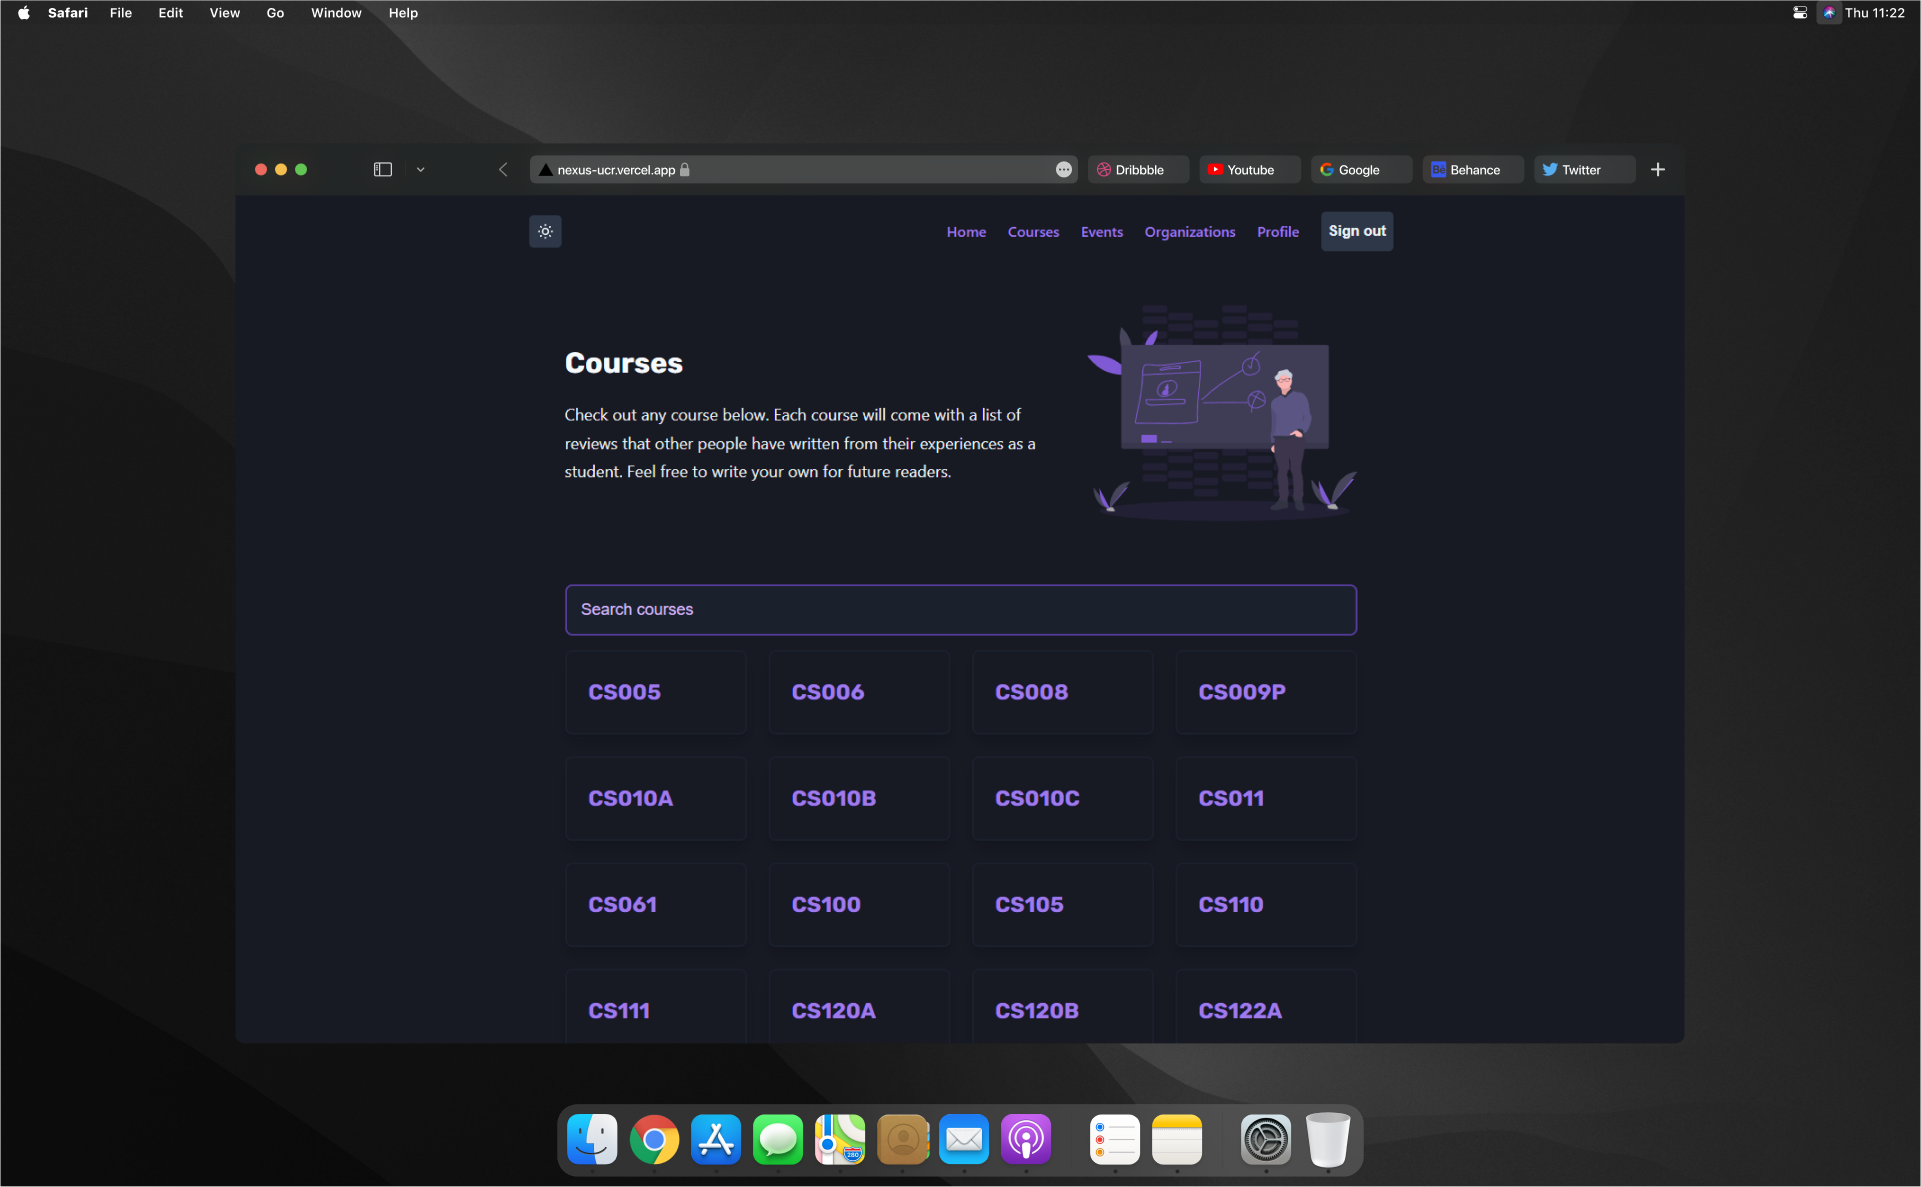 Safari File Edit View Go Window Help Thu 11:22
nexus-ucr.vercel.app Dribbble Youtube Google Be Behance Twitter
Home Courses Events Organizations Profile Sign out
Courses
Check out any course below. Each course will come with a list of
reviews that other people have written from their experiences as a
student. Feel free to write your own for future readers.
Search courses
CS005 CS006 CS008 CS009P
CS010A CS010B CS010C CS011
CS061 CS100 CS105 CS110
CS111 CS120A CS120B CS122A
280